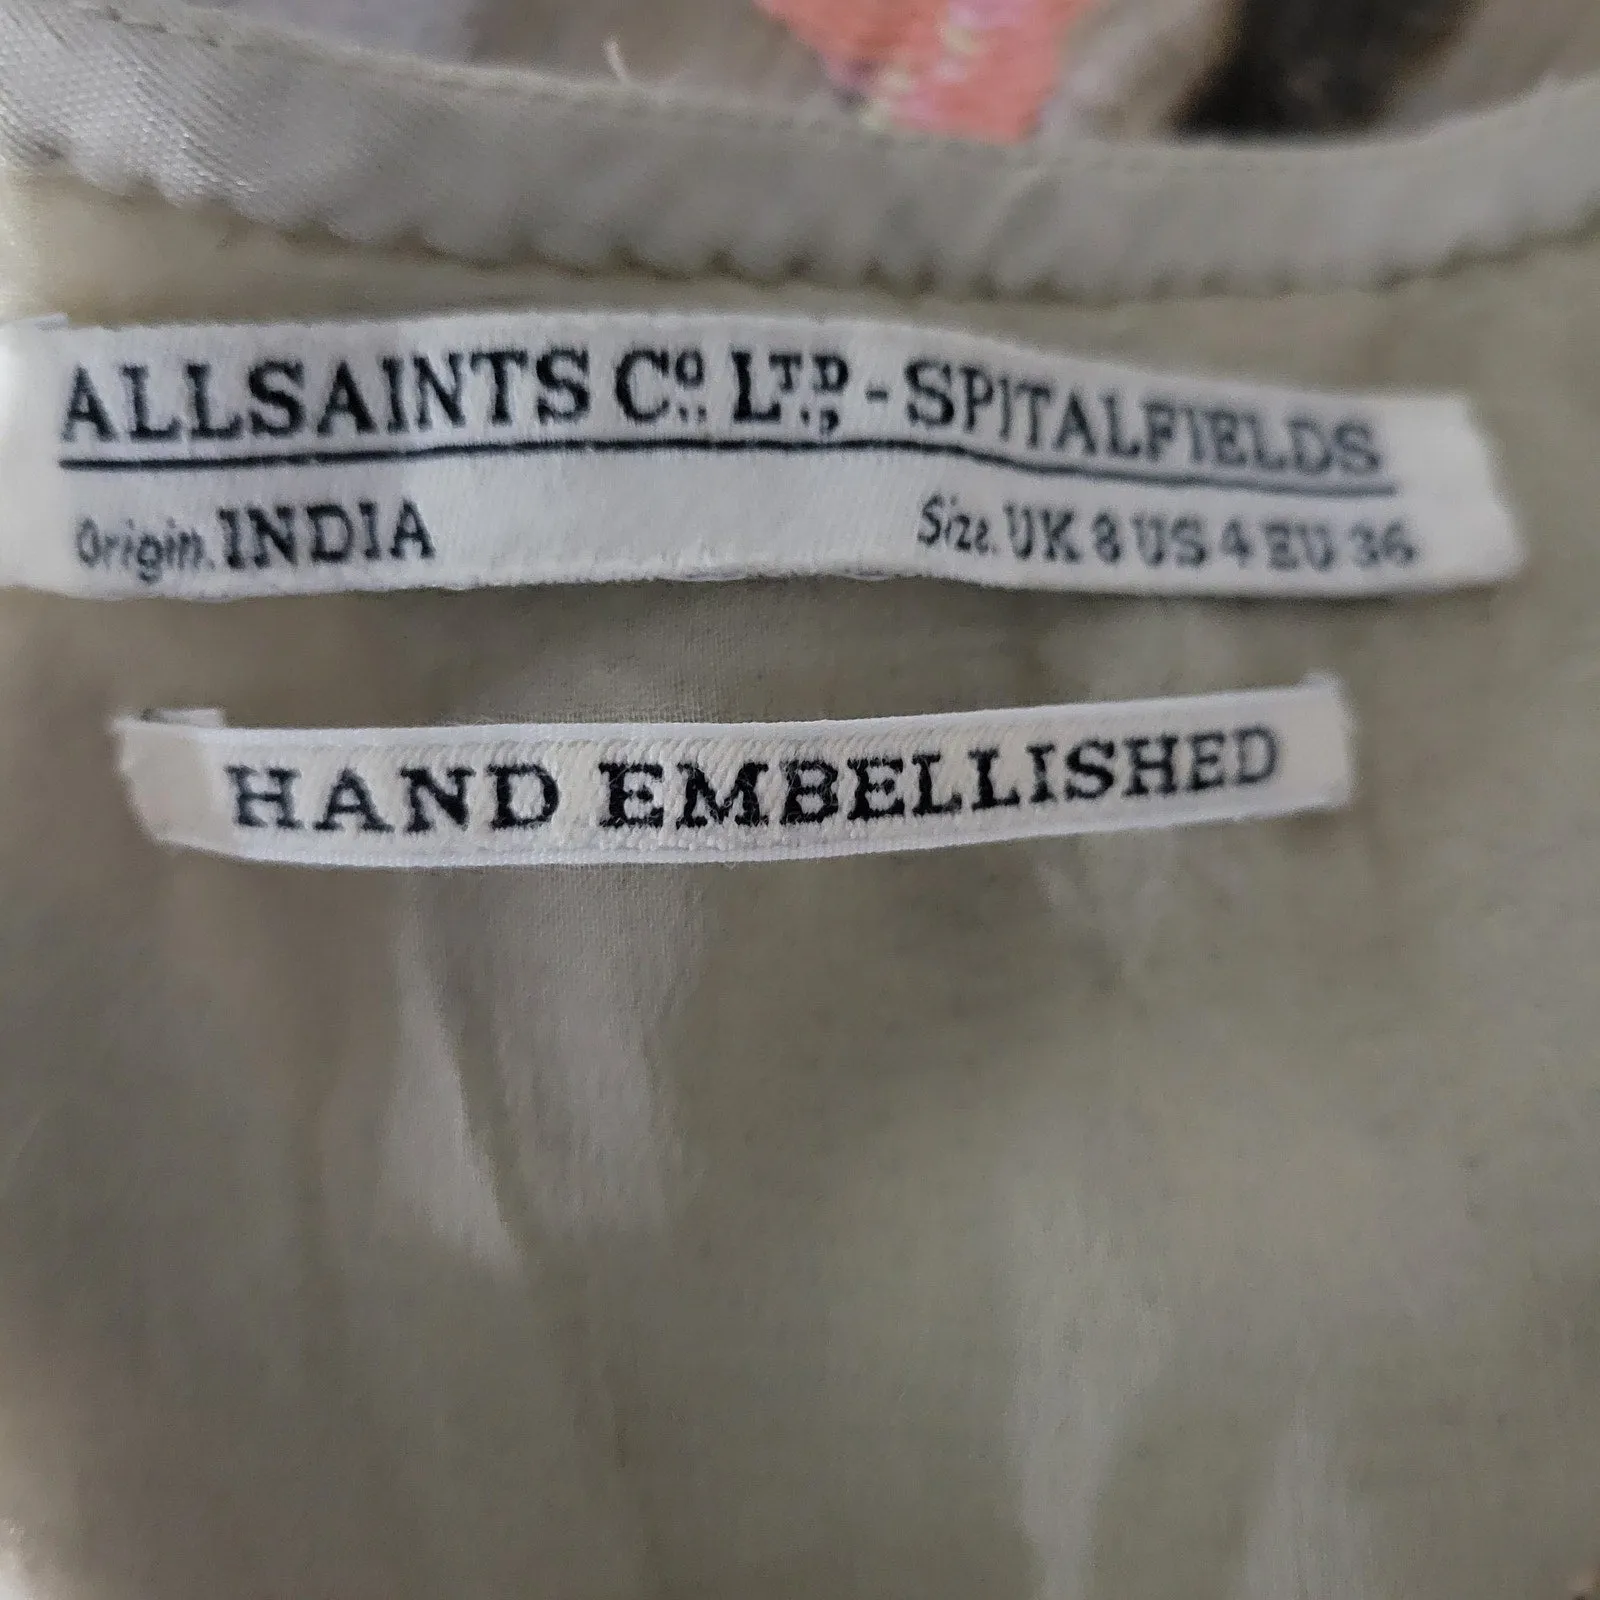 ALLSAINTS Cº. LTD., - SPITALFIELDS
Origin. INDIA Size. UK 8 US 4 EU 36
HAND EMBELLISHED